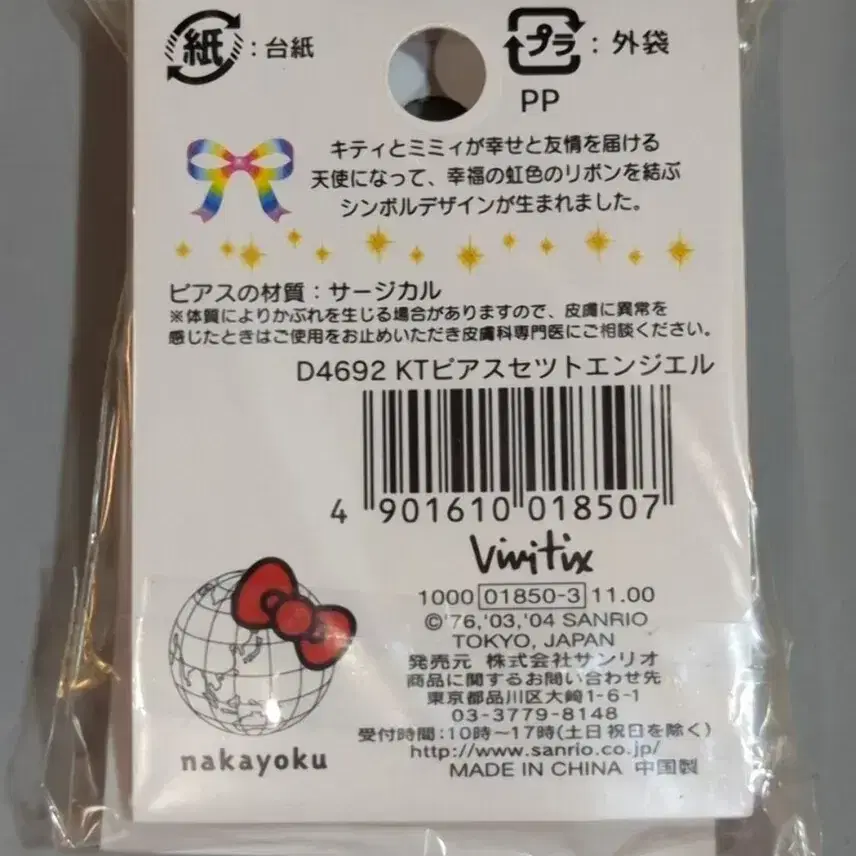 紙：台紙
プラ：外袋
PP
キティとミミィが幸せと友情を届ける
天使になって、幸福の虹色のリボンを結ぶ
シンボルデザインが生まれました。
ピアスの材質：サージカル
※体質によりかぶれを生じる場合がありますので、皮膚に異常を
感じたときはご使用をお止めいただき皮膚科専門医にご相談ください。
D4692 KTピアスセツトエンジエル
4 901610 018507
Vivitix
1000 01850-3 11.00
©'76,'03,'04 SANRIO
TOKYO, JAPAN
発売元 株式会社サンリオ
商品に関するお問い合わせ先
東京都品川区大崎1-6-1
03-3779-8148
受付時間：10時〜17時(土日祝日を除く)
http://www.sanrio.co.jp/
MADE IN CHINA 中国製
nakayoku